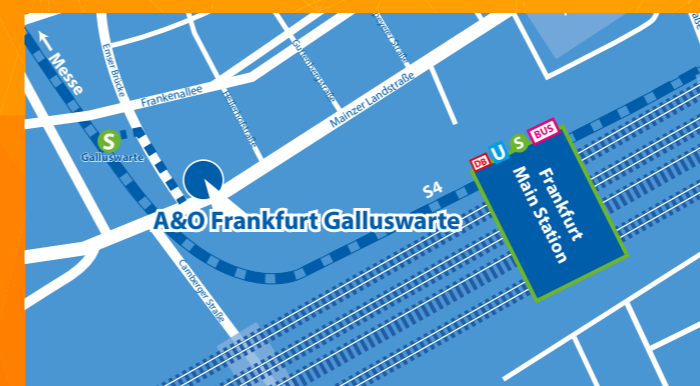 Messe
Emser Brücke
Frankenallee
Mainzer Landstraße
S
Galluswarte
DB
U
S
BUS
Frankfurt
Main Station
S4
A&O Frankfurt Galluswarte
Camberger Straße